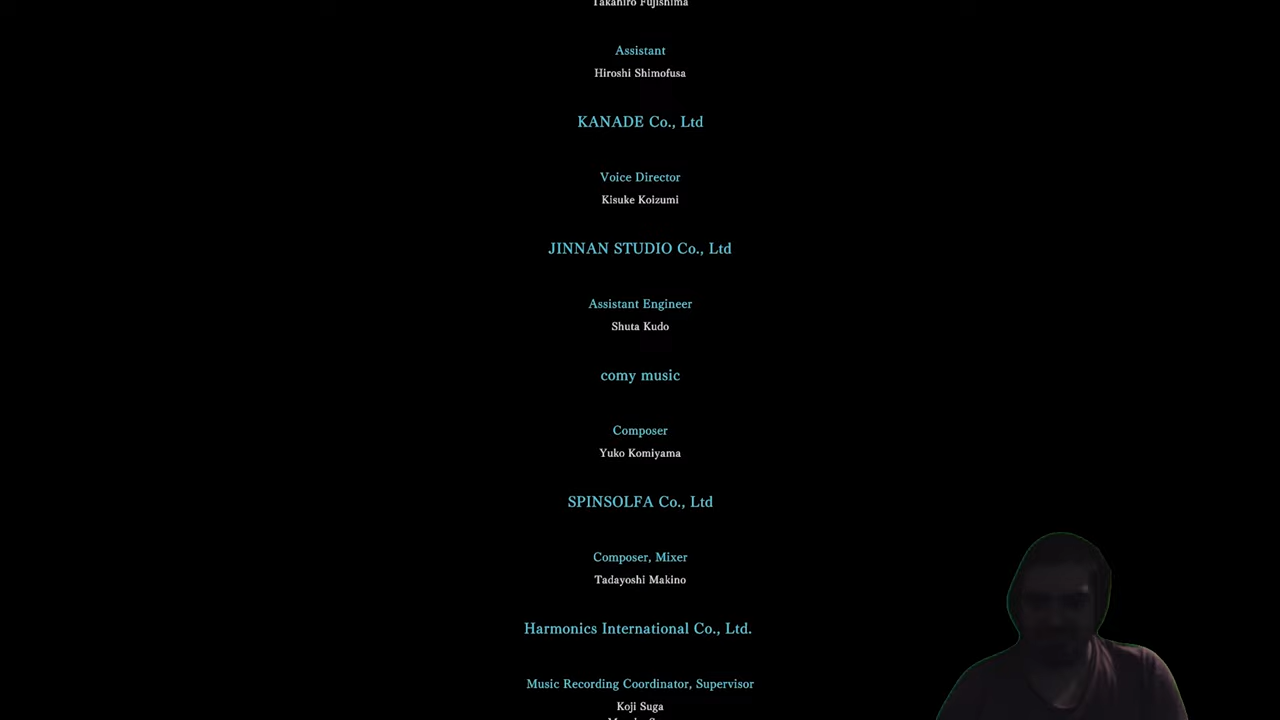 Takahiro Fujishima
Assistant
Hiroshi Shimofusa
KANADE Co., Ltd
Voice Director
Kisuke Koizumi
JINNAN STUDIO Co., Ltd
Assistant Engineer
Shuta Kudo
comy music
Composer
Yuko Komiyama
SPINSOLFA Co., Ltd
Composer, Mixer
Tadayoshi Makino
Harmonics International Co., Ltd.
Music Recording Coordinator, Supervisor
Koji Suga